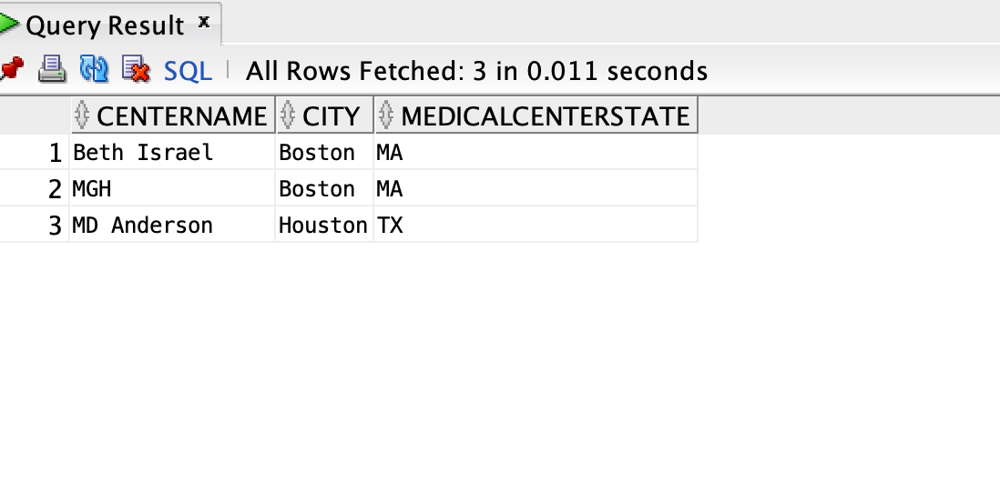 Query Result x
SQL | All Rows Fetched: 3 in 0.011 seconds
CENTERNAME CITY MEDICALCENTERSTATE
1 Beth Israel Boston MA
2 MGH Boston MA
3 MD Anderson Houston TX